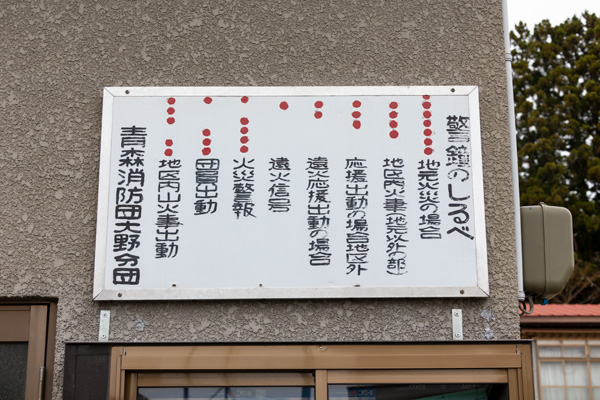 警鐘のしるべ
地元火災の場合
地区内火事(地元以外の部)
応援出動の場合地区外
遠火応援出動の場合
遠火信号
火災警報
団員出動
地区内火事出動
青森消防団大野分団